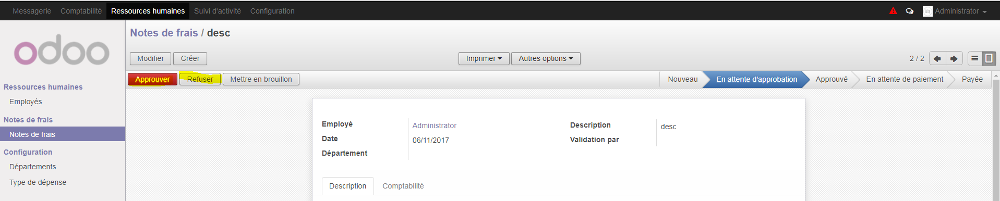 Messagerie Comptabilité Ressources humaines Suivi d'activité Configuration Administrator
odoo
Notes de frais / desc
Modifier Créer Imprimer Autres options 2 / 2
Approuver Refuser Mettre en brouillon Nouveau En attente d'approbation Approuvé En attente de paiement Payée
Ressources humaines
Employés
Notes de frais
Notes de frais
Configuration
Départements
Type de dépense
Employé Administrator Description desc
Date 06/11/2017 Validation par
Département
Description Comptabilité